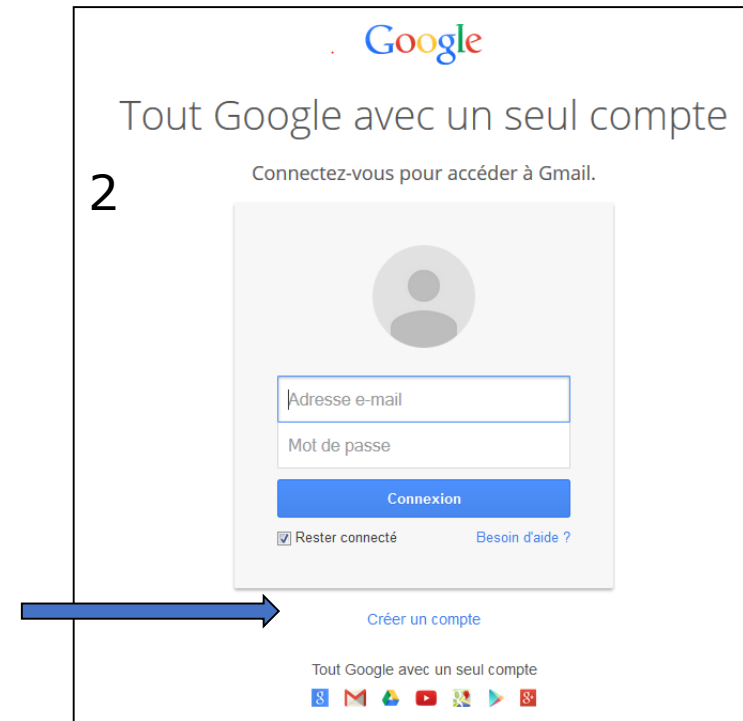 Google
Tout Google avec un seul compte
2
Connectez-vous pour accéder à Gmail.
Adresse e-mail
Mot de passe
Connexion
Rester connecté Besoin d'aide ?
Créer un compte
Tout Google avec un seul compte